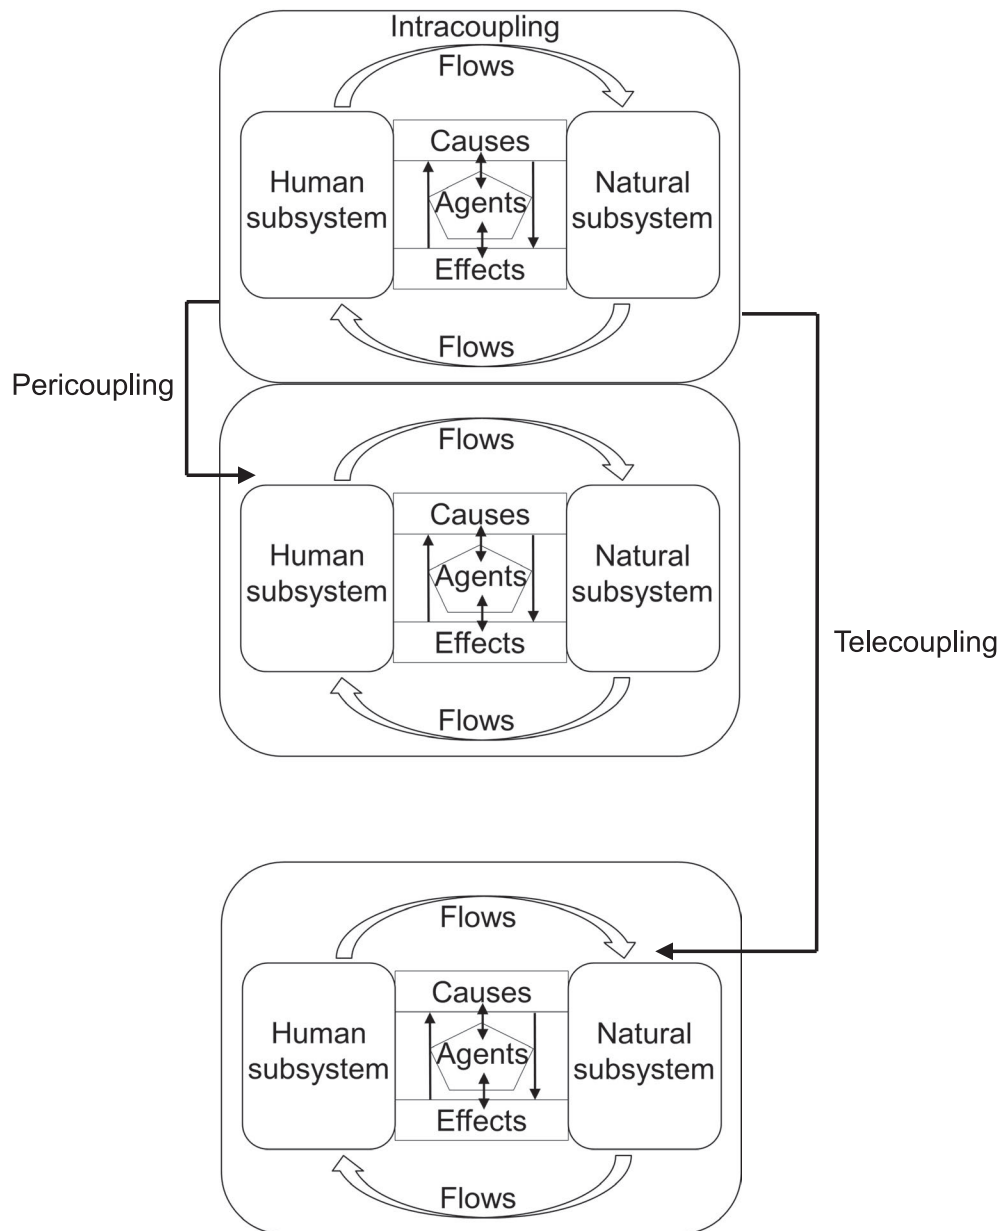 Intracoupling
Flows
Causes
Human
subsystem
Agents
Natural
subsystem
Effects
Flows
Pericoupling
Flows
Causes
Human
subsystem
Agents
Natural
subsystem
Effects
Telecoupling
Flows
Flows
Causes
Human
subsystem
Agents
Natural
subsystem
Effects
Flows